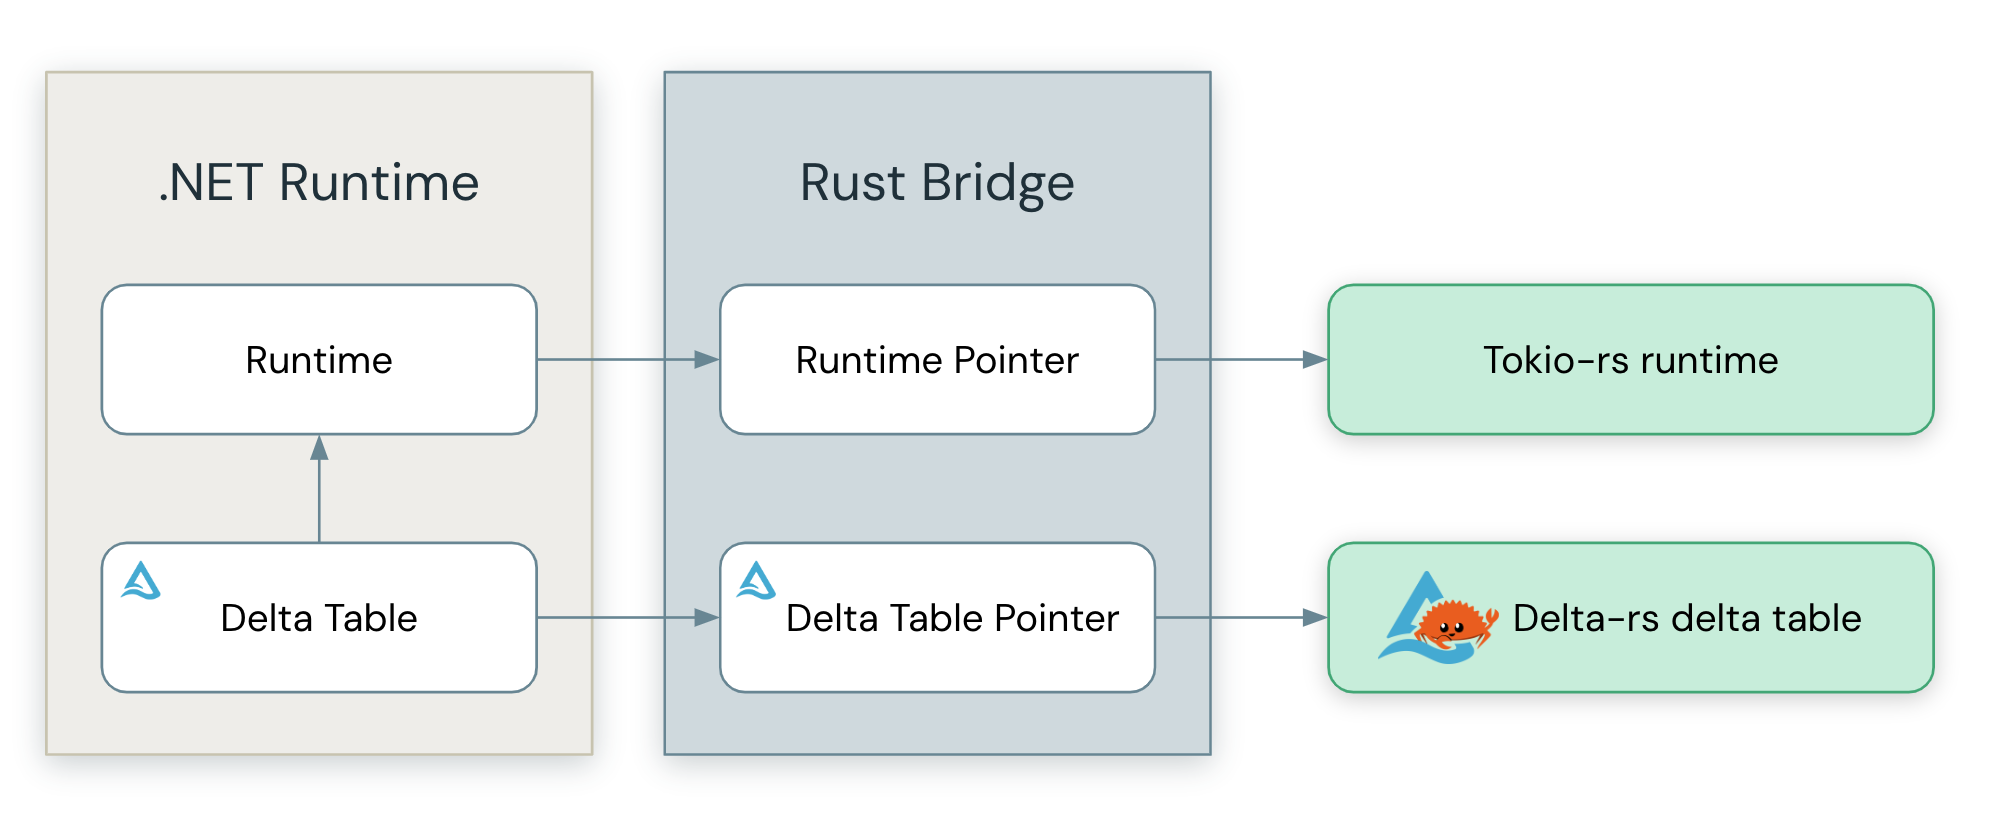 .NET Runtime
Rust Bridge
Runtime
Runtime Pointer
Tokio-rs runtime
Delta Table
Delta Table Pointer
Delta-rs delta table